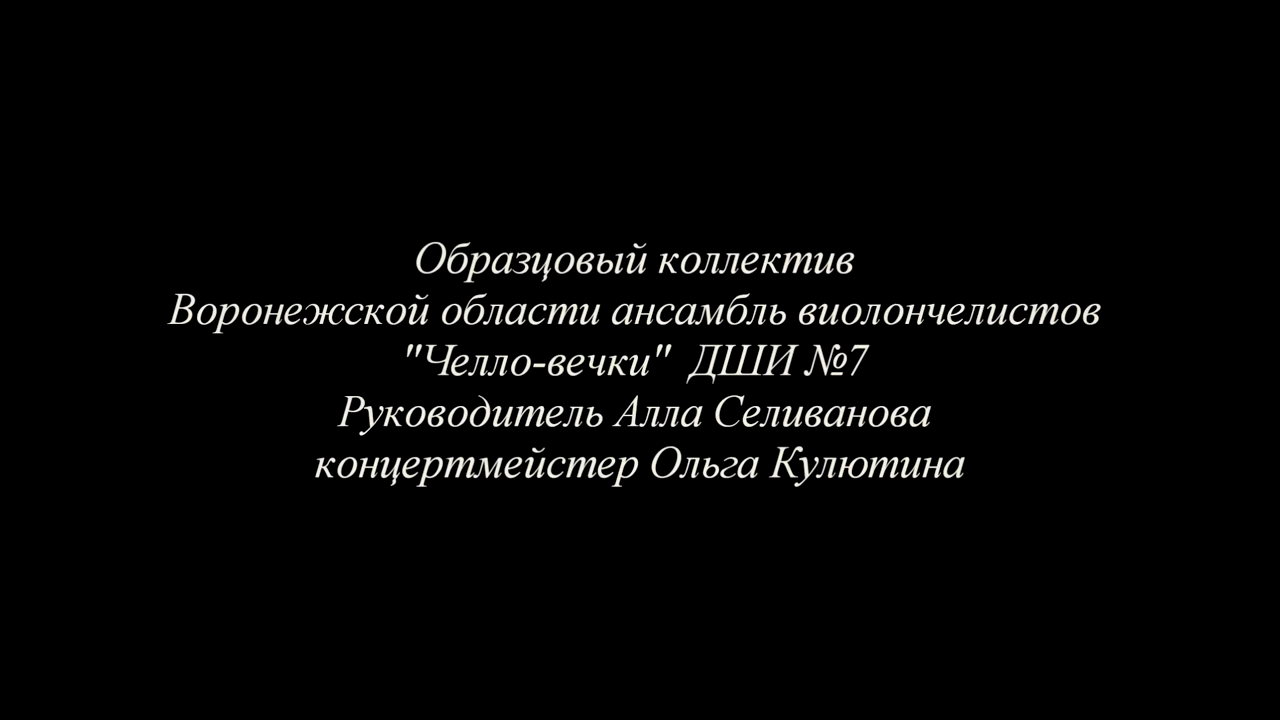 Образцовый коллектив
Воронежской области ансамбль виолончелистов
"Челло-вечки" ДШИ №7
Руководитель Алла Селиванова
концертмейстер Ольга Кулютина